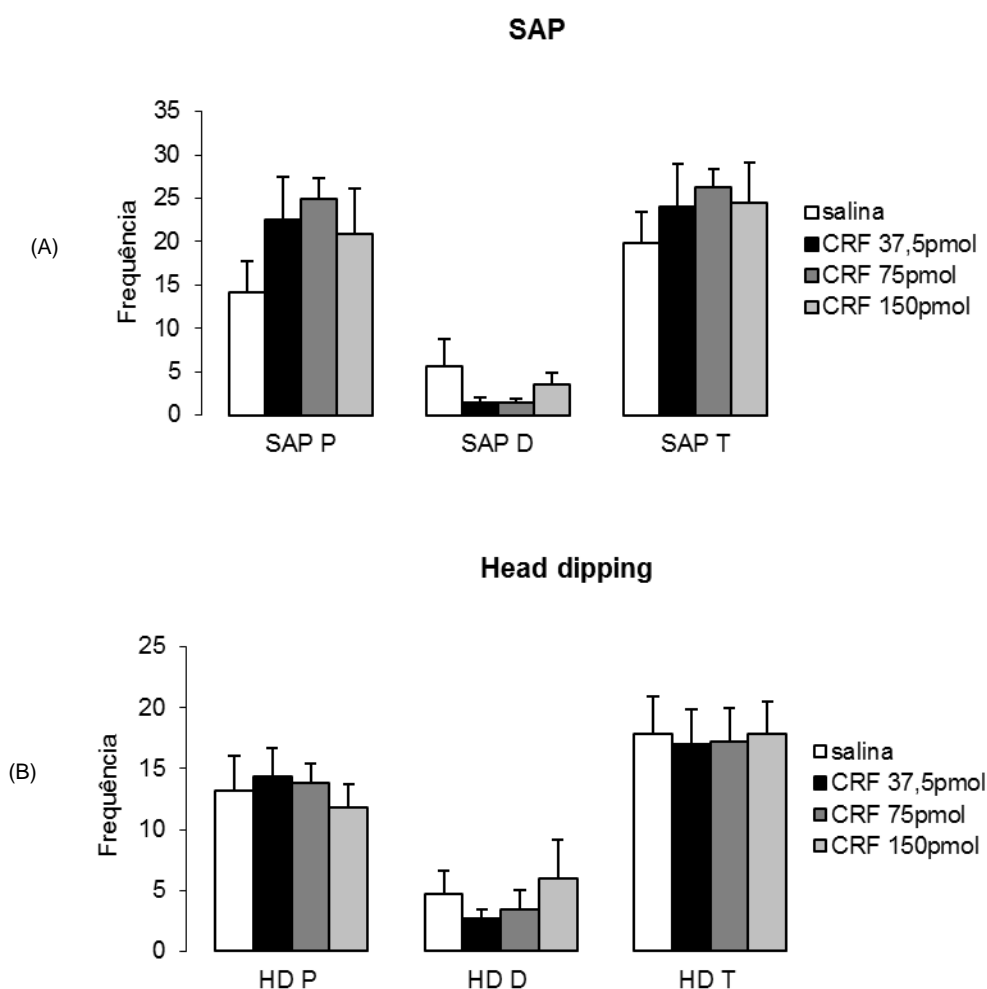 SAP
(A)
Frequência
35
30
25
20
15
10
5
0
SAP P
SAP D
SAP T
salina
CRF 37,5pmol
CRF 75pmol
CRF 150pmol
Head dipping
(B)
Frequência
25
20
15
10
5
0
HD P
HD D
HD T
salina
CRF 37,5pmol
CRF 75pmol
CRF 150pmol